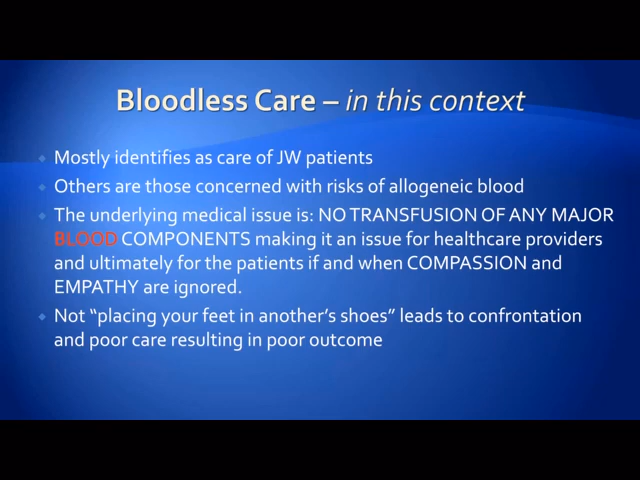 Bloodless Care – in this context
Mostly identifies as care of JW patients
Others are those concerned with risks of allogeneic blood
The underlying medical issue is: NO TRANSFUSION OF ANY MAJOR
BLOOD COMPONENTS making it an issue for healthcare providers
and ultimately for the patients if and when COMPASSION and
EMPATHY are ignored.
Not “placing your feet in another’s shoes” leads to confrontation
and poor care resulting in poor outcome